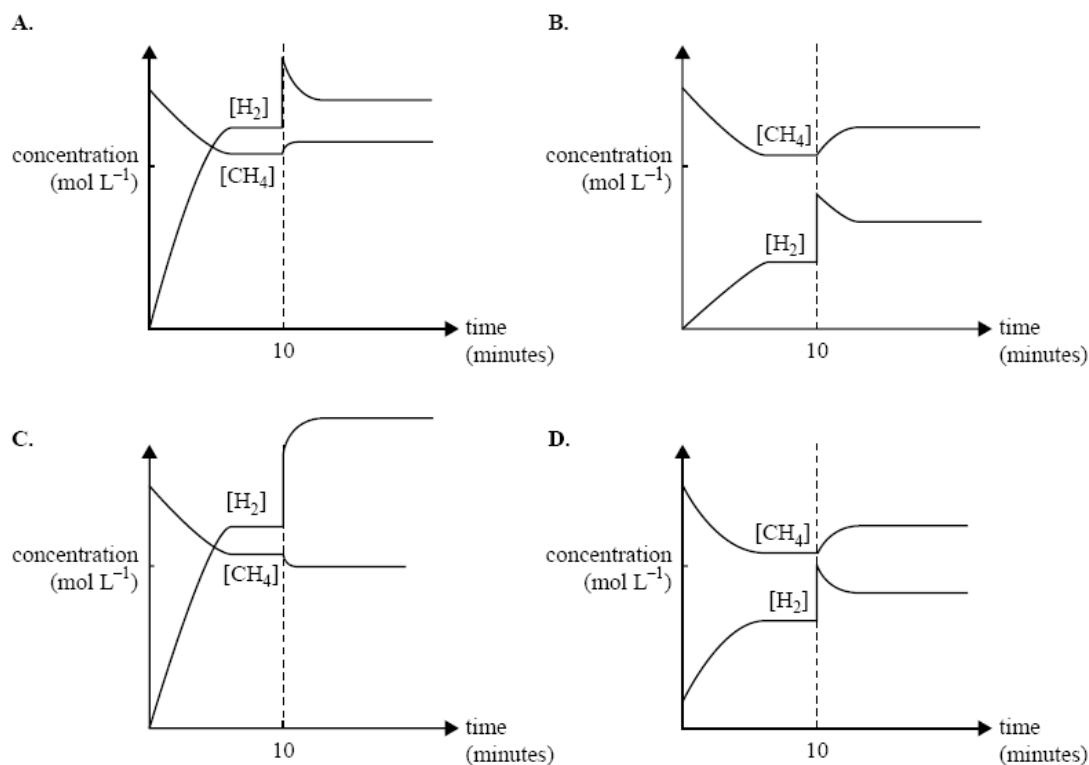 A.
[H₂]
concentration
(mol L⁻¹)
[CH₄]
time
(minutes)
10
B.
[CH₄]
concentration
(mol L⁻¹)
[H₂]
time
(minutes)
10
C.
[H₂]
concentration
(mol L⁻¹)
[CH₄]
time
(minutes)
10
D.
[CH₄]
concentration
(mol L⁻¹)
[H₂]
time
(minutes)
10